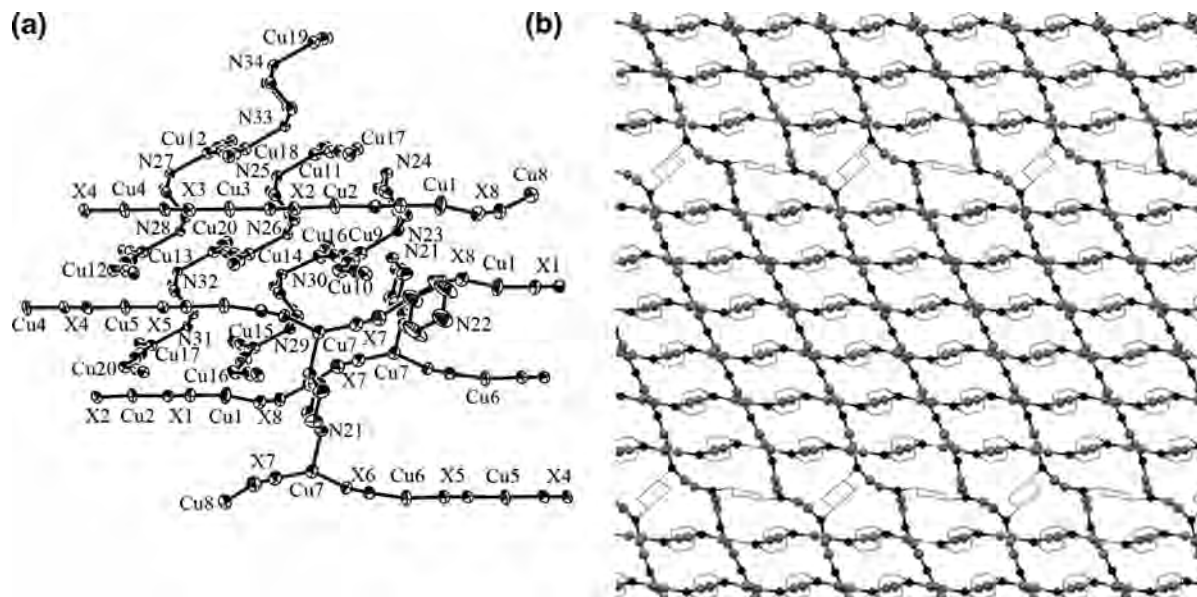 (a) (b)
Cu19
N34
N33
Cu12 Cu17
Cu18
N27 N25 Cu11 N24
X4 Cu4 X3 Cu3 X2 Cu2 Cu1 X8 Cu8
N28 Cu20 N26 Cu16 Cu9 N23
Cu12 Cu13 Cu14 N21 X8 Cu1 X1
N32 N30 Cu10
Cu4 X4 Cu5 X5 N22
N31 Cu15 N29 Cu7 X7
Cu17
Cu20 Cu16 X7 Cu7 Cu6
X2 Cu2 X1 Cu1 X8
N21
X7 X6 Cu6 X5 Cu5 X4
Cu8 Cu7